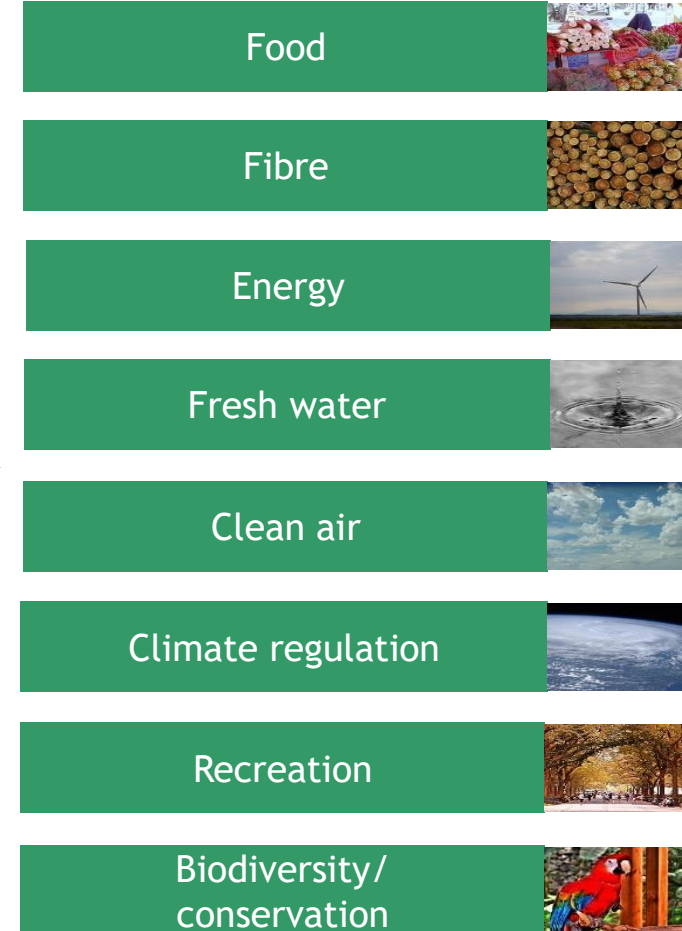 Food
Fibre
Energy
Fresh water
Clean air
Climate regulation
Recreation
Biodiversity/
conservation